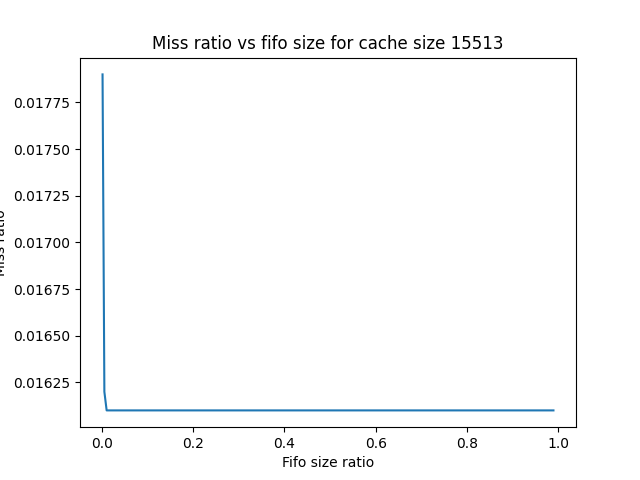 Miss ratio vs fifo size for cache size 15513
0.01775
0.01750
0.01725
0.01700
0.01675
0.01650
0.01625
Miss ratio
0.0 0.2 0.4 0.6 0.8 1.0
Fifo size ratio